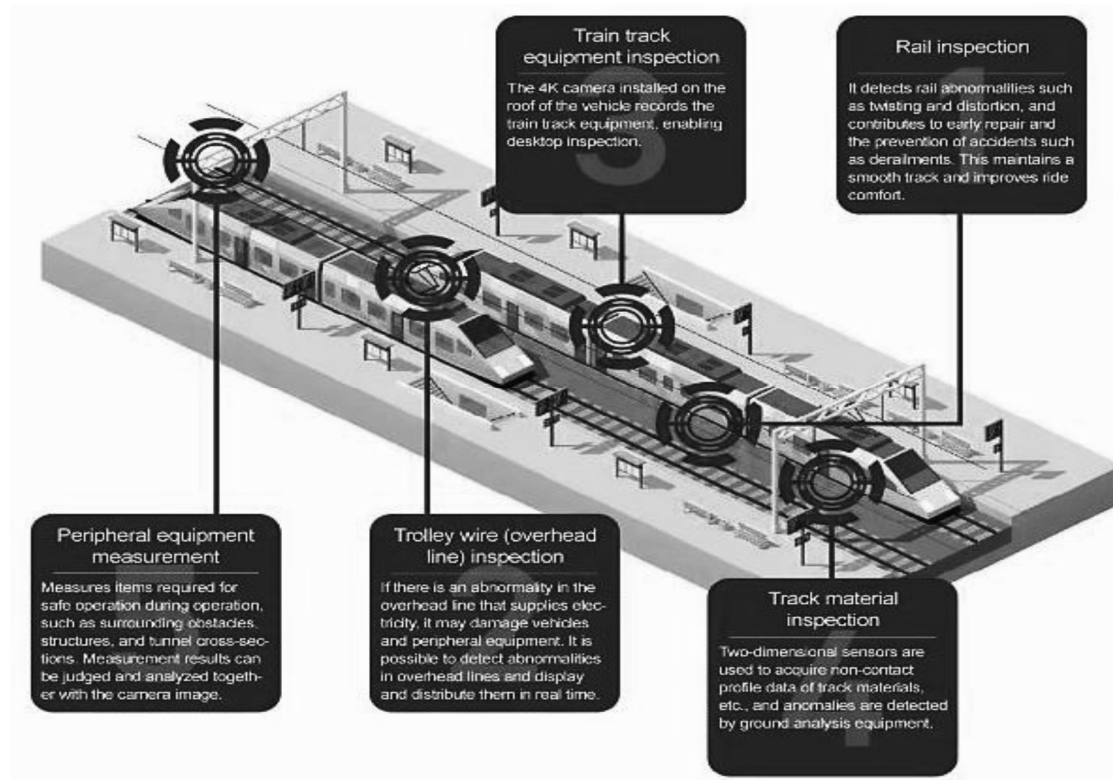 Train track
equipment inspection
The 4K camera installed on the
roof of the vehicle records the
train track equipment, enabling
desktop inspection.
3
Rail inspection
It detects rail abnormalities such
as twisting and distortion, and
contributes to early repair and
the prevention of accidents such
as derailments. This maintains a
smooth track and improves ride
comfort.
1
Peripheral equipment
measurement
Measures items required for
safe operation during operation,
such as surrounding obstacles,
structures, and tunnel cross-sec-
tions. Measurement results can
be judged and analyzed togeth-
er with the camera image.
5
Trolley wire (overhead
line) inspection
If there is an abnormality in the
overhead line that supplies elec-
tricity, it may damage vehicles
and peripheral equipment. It is
possible to detect abnormalities
in overhead lines and display
and distribute them in real time.
2
Track material
inspection
Two-dimensional sensors are
used to acquire non-contact
profile data of track materials,
etc., and anomalies are detected
by ground analysis equipment.
4